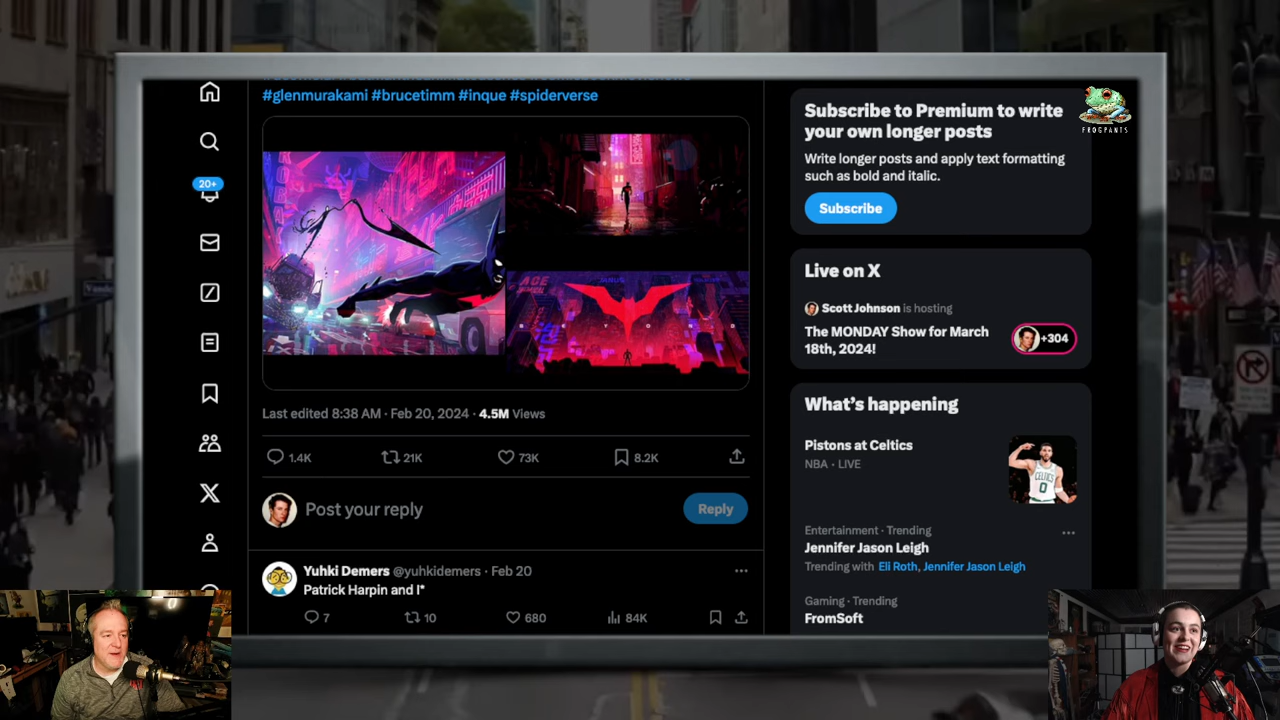 #glenmurakami #brucetimm #inque #spiderverse
Last edited 8:38 AM · Feb 20, 2024 · 4.5M Views
1.4K 21K 73K 8.2K
Post your reply
Reply
Yuhki Demers @yuhkidemers · Feb 20
Patrick Harpin and I*
7 10 680 84K
20+
Subscribe to Premium to write
your own longer posts
Write longer posts and apply text formatting
such as bold and italic.
Subscribe
FROGPANTS
Live on X
Scott Johnson is hosting
The MONDAY Show for March
18th, 2024!
+304
What's happening
Pistons at Celtics
NBA · LIVE
CELTICS
0
Entertainment · Trending
Jennifer Jason Leigh
Trending with Eli Roth, Jennifer Jason Leigh
Gaming · Trending
FromSoft